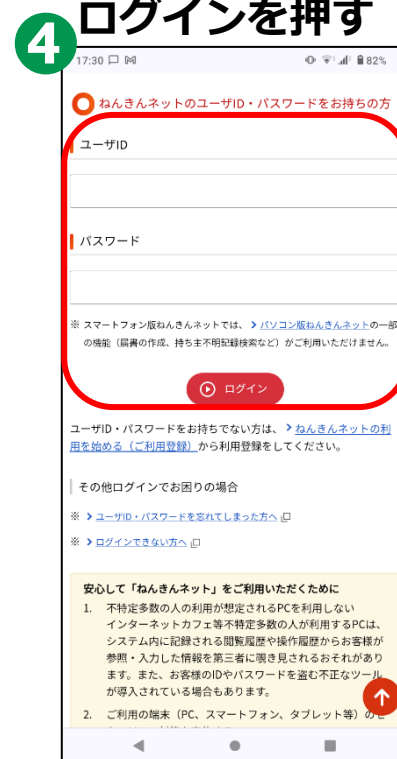 ログインを押す
4
17:30 82%
ねんきんネットのユーザID・パスワードをお持ちの方
ユーザID
パスワード
※ スマートフォン版ねんきんネットでは、 パソコン版ねんきんネットの一部
の機能（届書の作成、持ち主不明記録検索など）がご利用いただけません。
ログイン
ユーザID・パスワードをお持ちでない方は、 ねんきんネットの利
用を始める（ご利用登録）から利用登録をしてください。
その他ログインでお困りの場合
※ ユーザID・パスワードを忘れてしまった方へ
※ ログインできない方へ
安心して「ねんきんネット」をご利用いただくために
1. 不特定多数の人の利用が想定されるPCを利用しない
インターネットカフェ等不特定多数の人が利用するPCは、
システム内に記録される閲覧履歴や操作履歴からお客様が
参照・入力した情報を第三者に覗き見されるおそれがあり
ます。また、お客様のIDやパスワードを盗む不正なツール
が導入されている場合もあります。
2. ご利用の端末（PC、スマートフォン、タブレット等）のセ